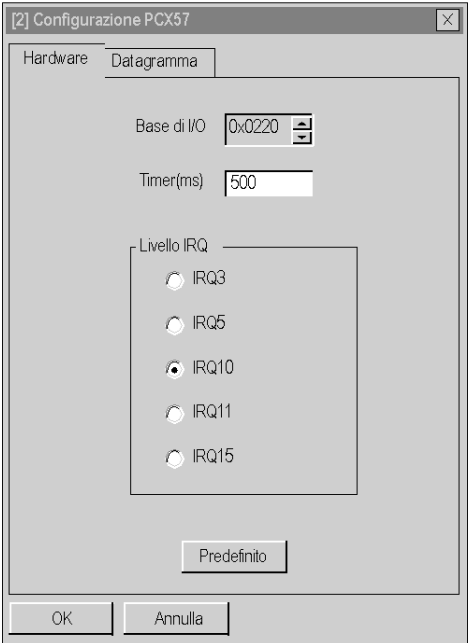 [2] Configurazione PCX57
Hardware
Datagramma
Base di I/O 0x0220
Timer(ms) 500
Livello IRQ
IRQ3
IRQ5
IRQ10
IRQ11
IRQ15
Predefinito
OK Annulla